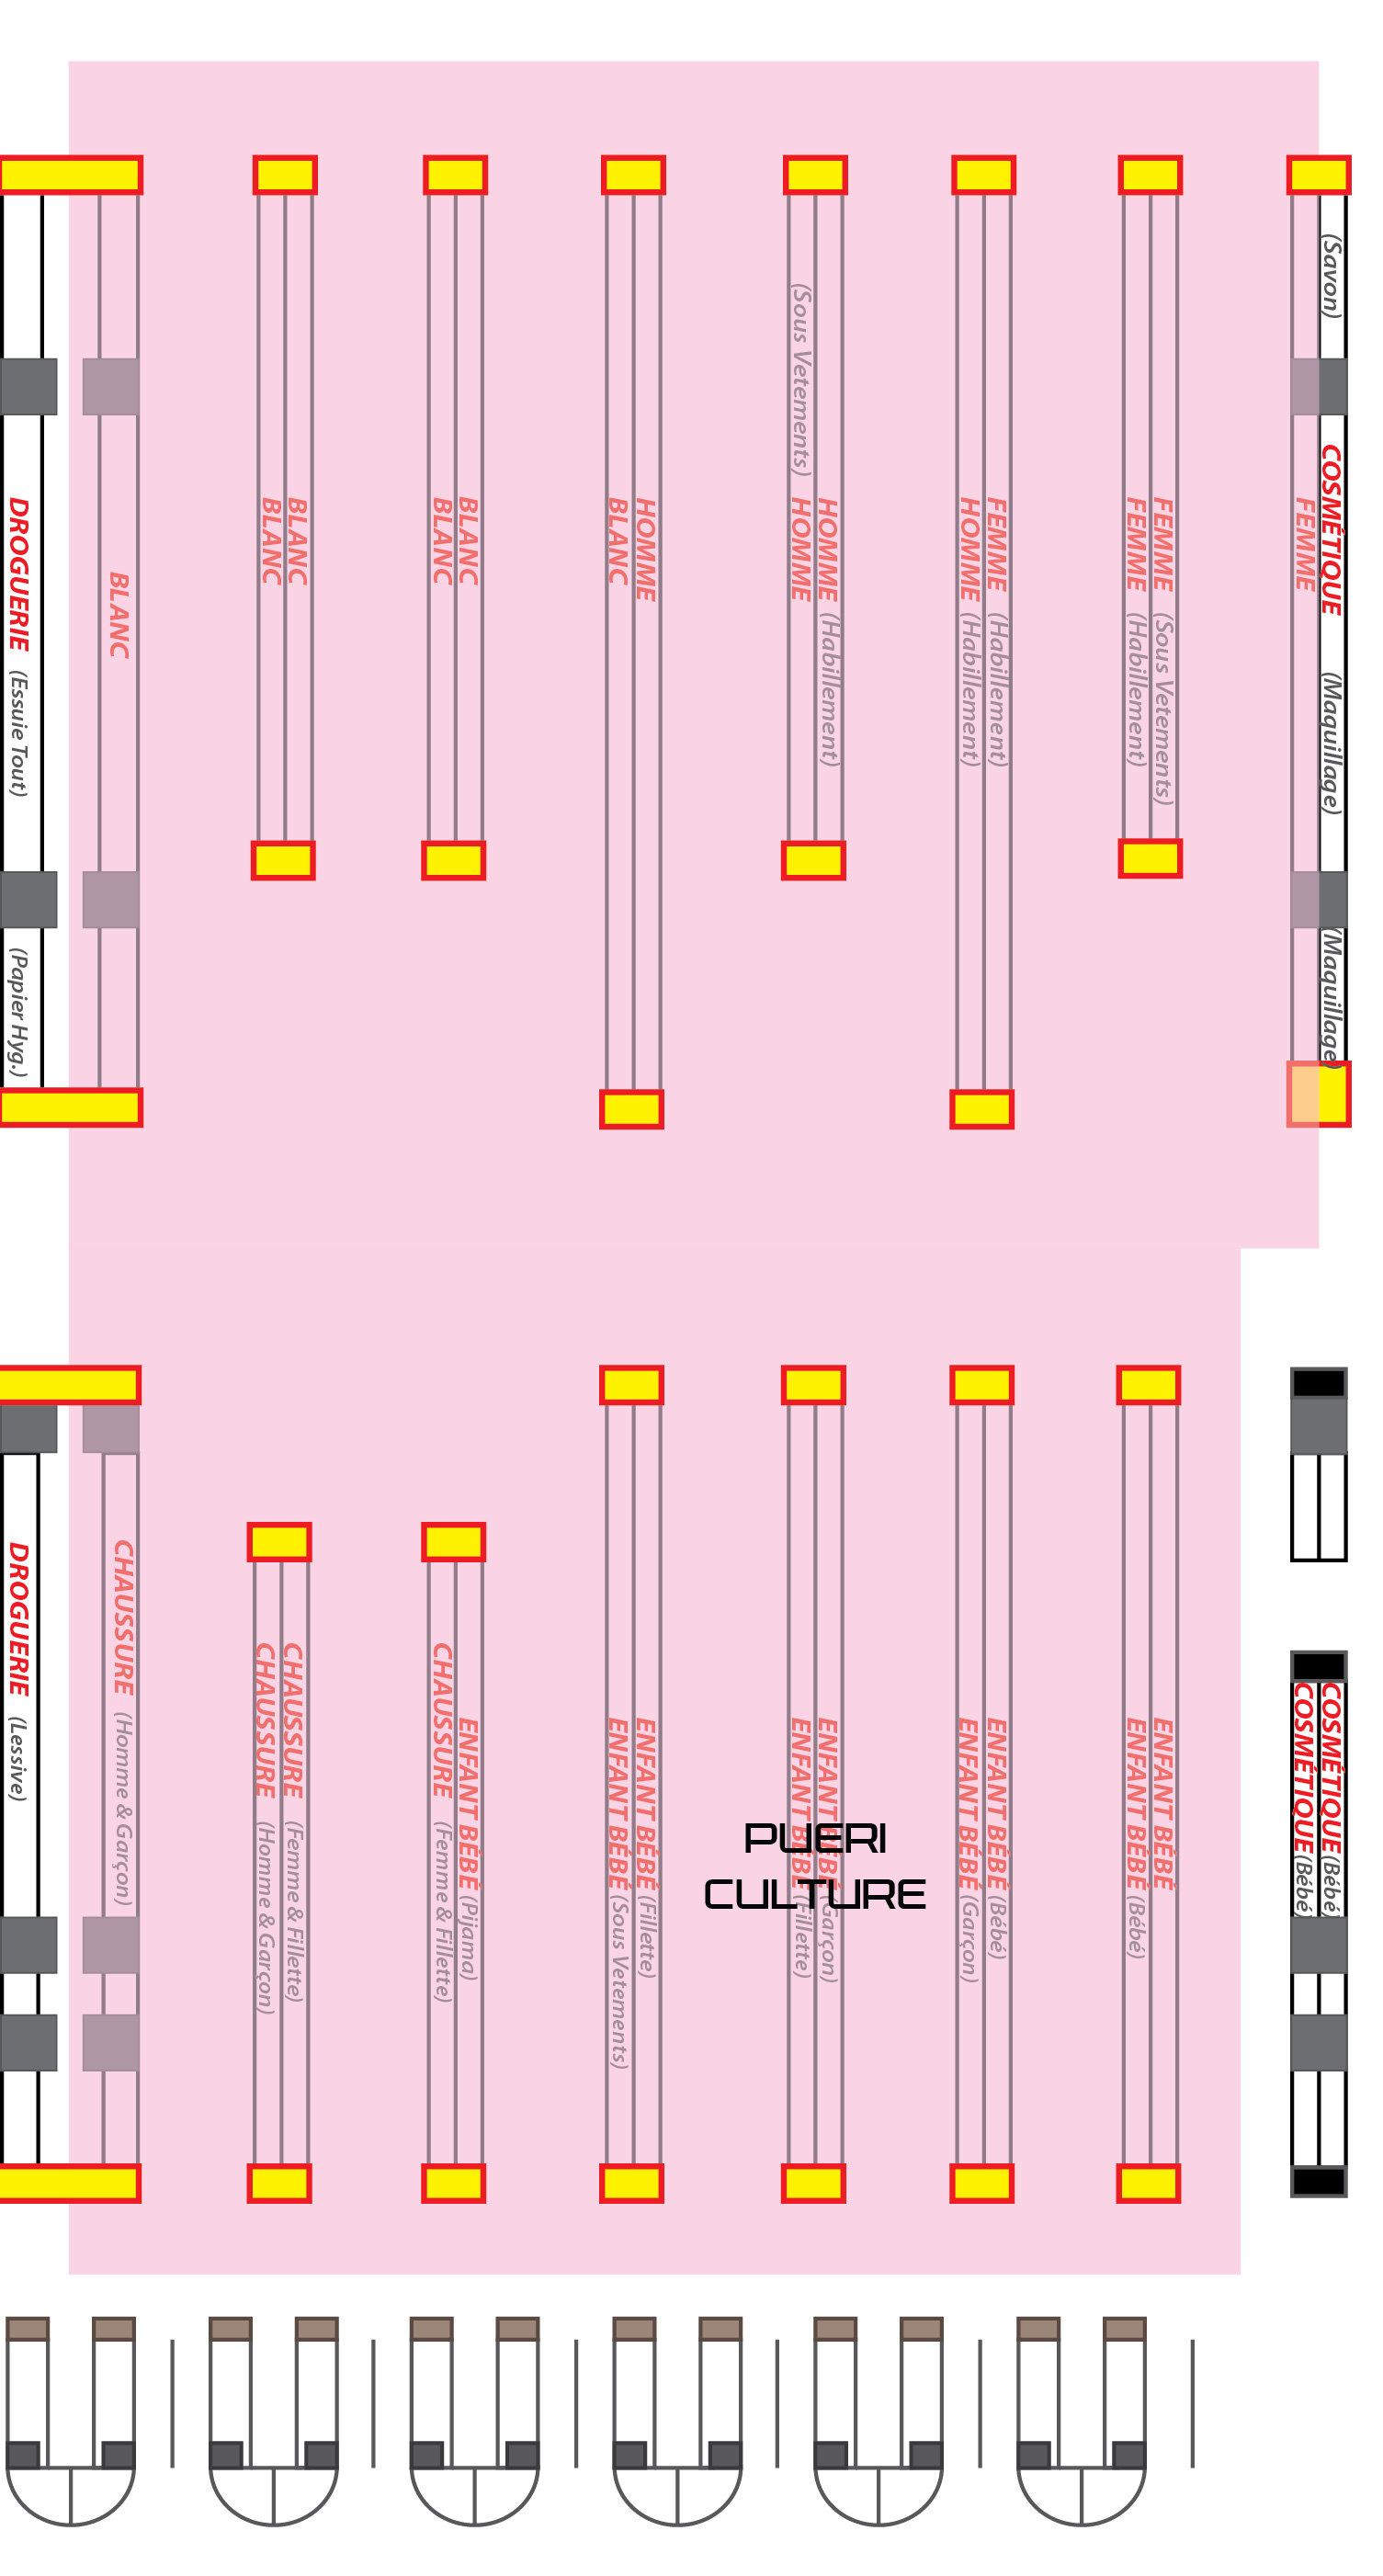 DROGUERIE (Essuie Tout)
(Papier Hyg.)
BLANC
BLANC
BLANC
BLANC
BLANC
BLANC
HOMME
(Sous Vetements) HOMME
HOMME (Habillement)
HOMME (Habillement)
FEMME (Habillement)
FEMME (Habillement)
FEMME (Sous Vetements)
FEMME
(Savon)
COSMÉTIQUE (Maquillage)
(Maquillage)
DROGUERIE (Lessive)
CHAUSSURE (Homme & Garçon)
CHAUSSURE (Homme & Garçon)
CHAUSSURE (Femme & Fillette)
CHAUSSURE (Femme & Fillette)
ENFANT BÉBÉ (Pijama)
ENFANT BÉBÉ (Sous Vetements)
ENFANT BÉBÉ (Fillette)
ENFANT BÉBÉ (Fillette)
ENFANT BÉBÉ (Garçon)
PUERI
CULTURE
ENFANT BÉBÉ (Garçon)
ENFANT BÉBÉ (Bébé)
ENFANT BÉBÉ (Bébé)
ENFANT BÉBÉ
COSMÉTIQUE (Bébé)
COSMÉTIQUE (Bébé)